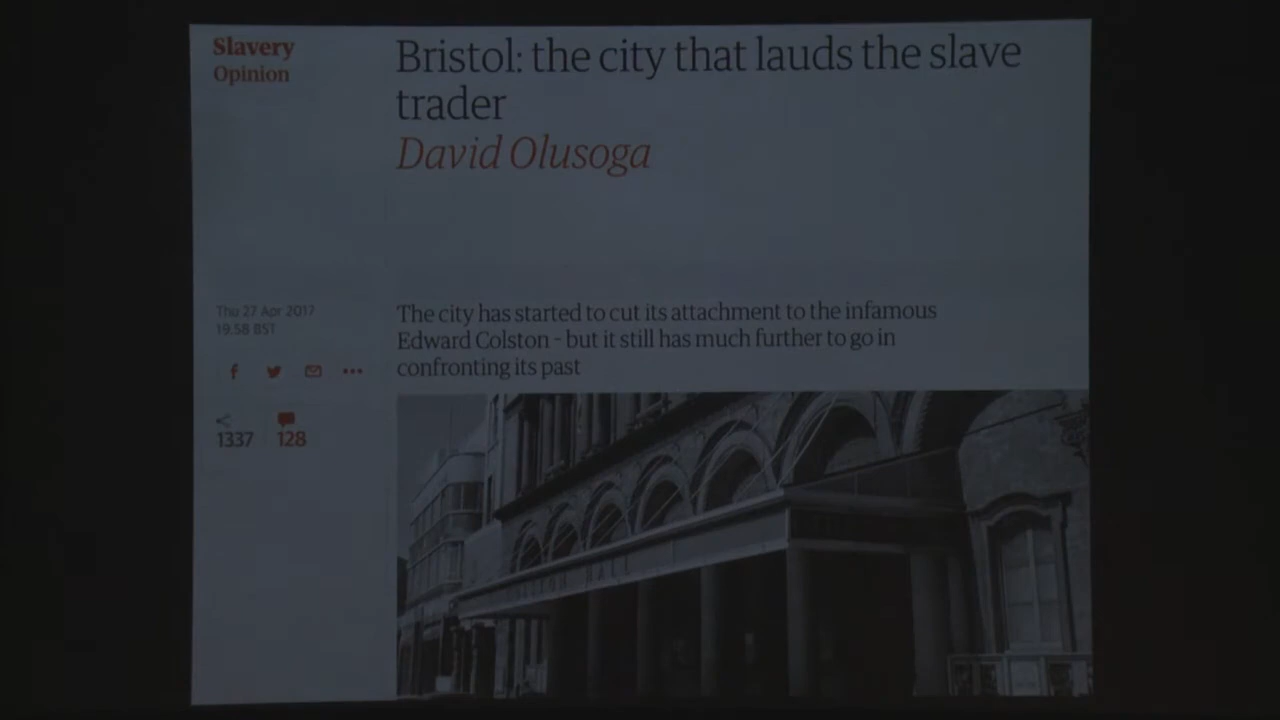 Slavery
Opinion
Bristol: the city that lauds the slave
trader
David Olusoga
Thu 27 Apr 2017
19.58 BST
The city has started to cut its attachment to the infamous
Edward Colston - but it still has much further to go in
confronting its past
1337
128
HALL